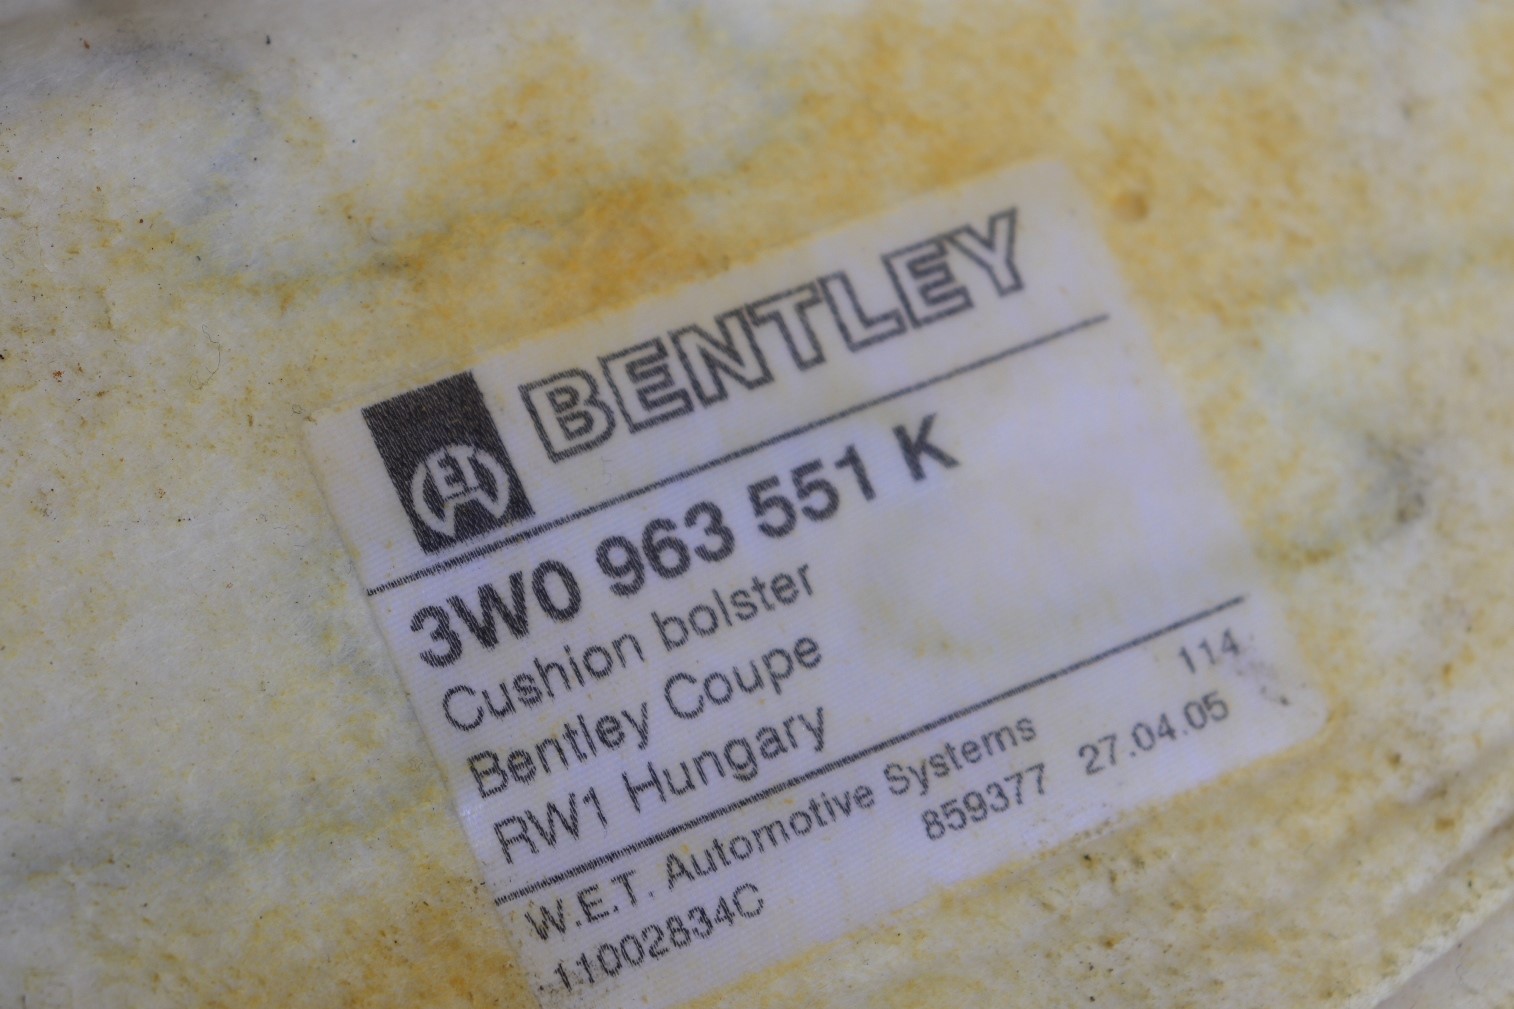 BENTLEY
3W0 963 551 K
Cushion bolster
Bentley Coupe
RW1 Hungary
114
W.E.T. Automotive Systems
859377 27.04.05
11002834C